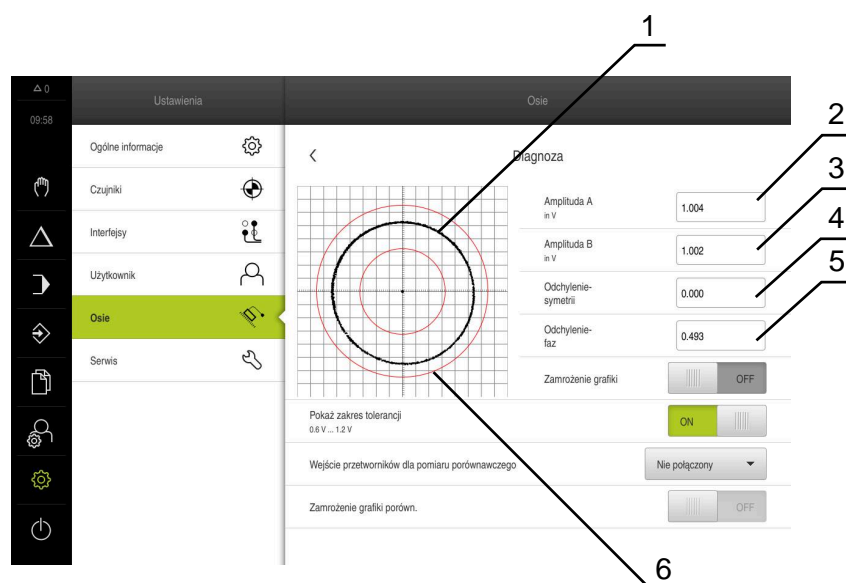 1
0
Ustawienia
Osie
09:58
2
Ogólne informacje
Diagnoza
3
Czujniki
Amplituda A
in V
1.004
4
Interfejsy
Amplituda B
in V
1.002
5
Użytkownik
Odchylenie-
symetrii
0.000
Osie
Odchylenie-
faz
0.493
Serwis
Zamrożenie grafiki
OFF
Pokaż zakres tolerancji
0.6 V ... 1.2 V
ON
Wejście przetworników dla pomiaru porównawczego
Nie połączony
Zamrożenie grafiki porówn.
OFF
6